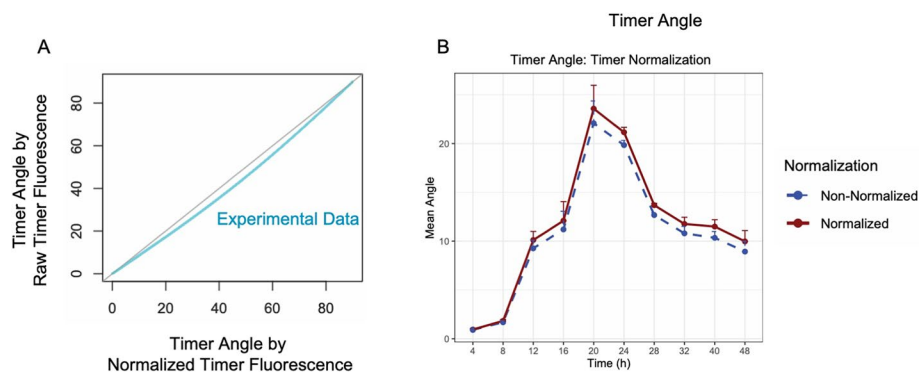 Timer Angle
A
B
Timer Angle: Timer Normalization
Timer Angle by
Raw Timer Fluorescence
80
60
40
20
0
Experimental Data
0 20 40 60 80
Timer Angle by
Normalized Timer Fluorescence
Mean Angle
20
10
0
4 8 12 16 20 24 28 32 40 48
Time (h)
Normalization
Non-Normalized
Normalized